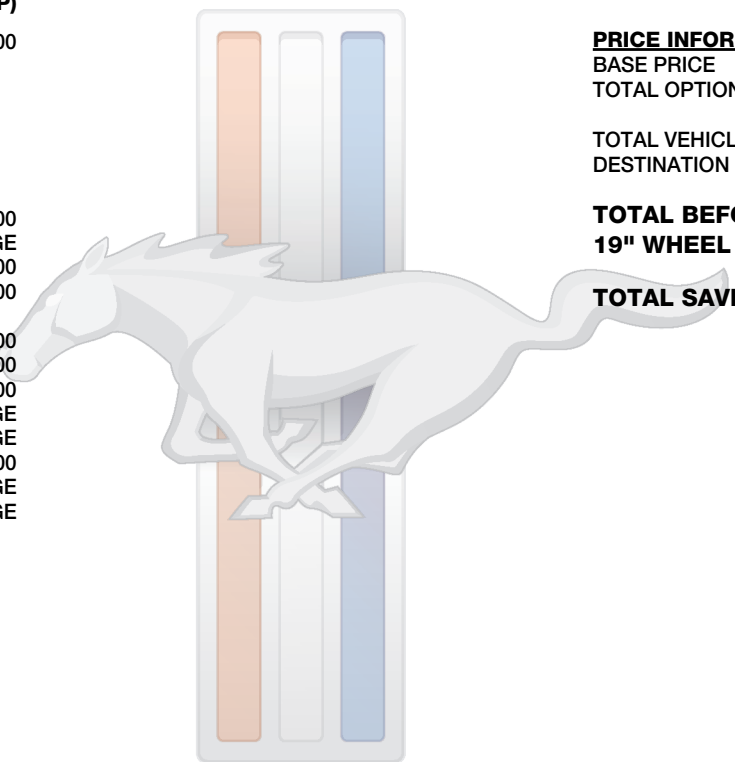 P)
00
00
GE
00
00
00
00
00
GE
GE
00
GE
GE
PRICE INFOR
BASE PRICE
TOTAL OPTION
TOTAL VEHICL
DESTINATION
TOTAL BEFO
19" WHEEL
TOTAL SAVI